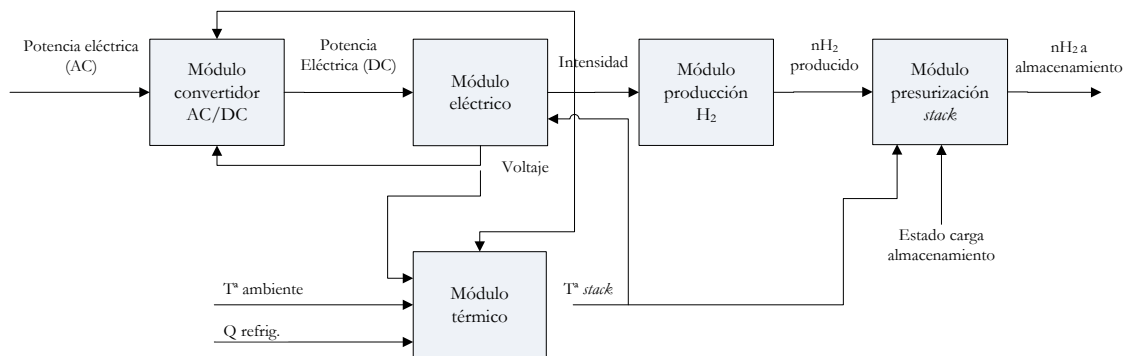 Potencia eléctrica
(AC)
Módulo
convertidor
AC/DC
Potencia
Eléctrica (DC)
Módulo
eléctrico
Intensidad
Módulo
producción
H₂
nH₂
producido
Módulo
presurización
stack
nH₂ a
almacenamiento
Voltaje
Estado carga
almacenamiento
Tª ambiente
Q refrig.
Módulo
térmico
Tª stack